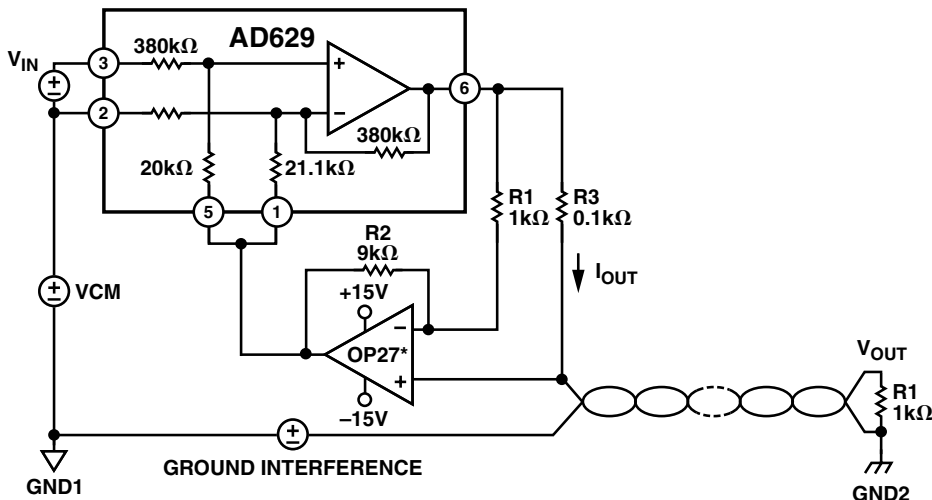 AD629
V_IN
3
380kΩ
+
6
2
−
380kΩ
20kΩ
21.1kΩ
5
1
R1
1kΩ
R3
0.1kΩ
R2
9kΩ
I_OUT
VCM
+15V
−
OP27*
+
–15V
V_OUT
R1
1kΩ
GROUND INTERFERENCE
GND1
GND2